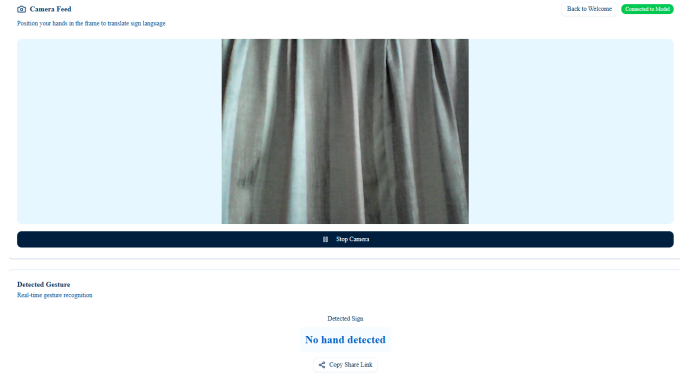 Camera Feed
Back to Welcome
Connected to Model
Position your hands in the frame to translate sign language
Stop Camera
Detected Gesture
Real-time gesture recognition
Detected Sign
No hand detected
Copy Share Link